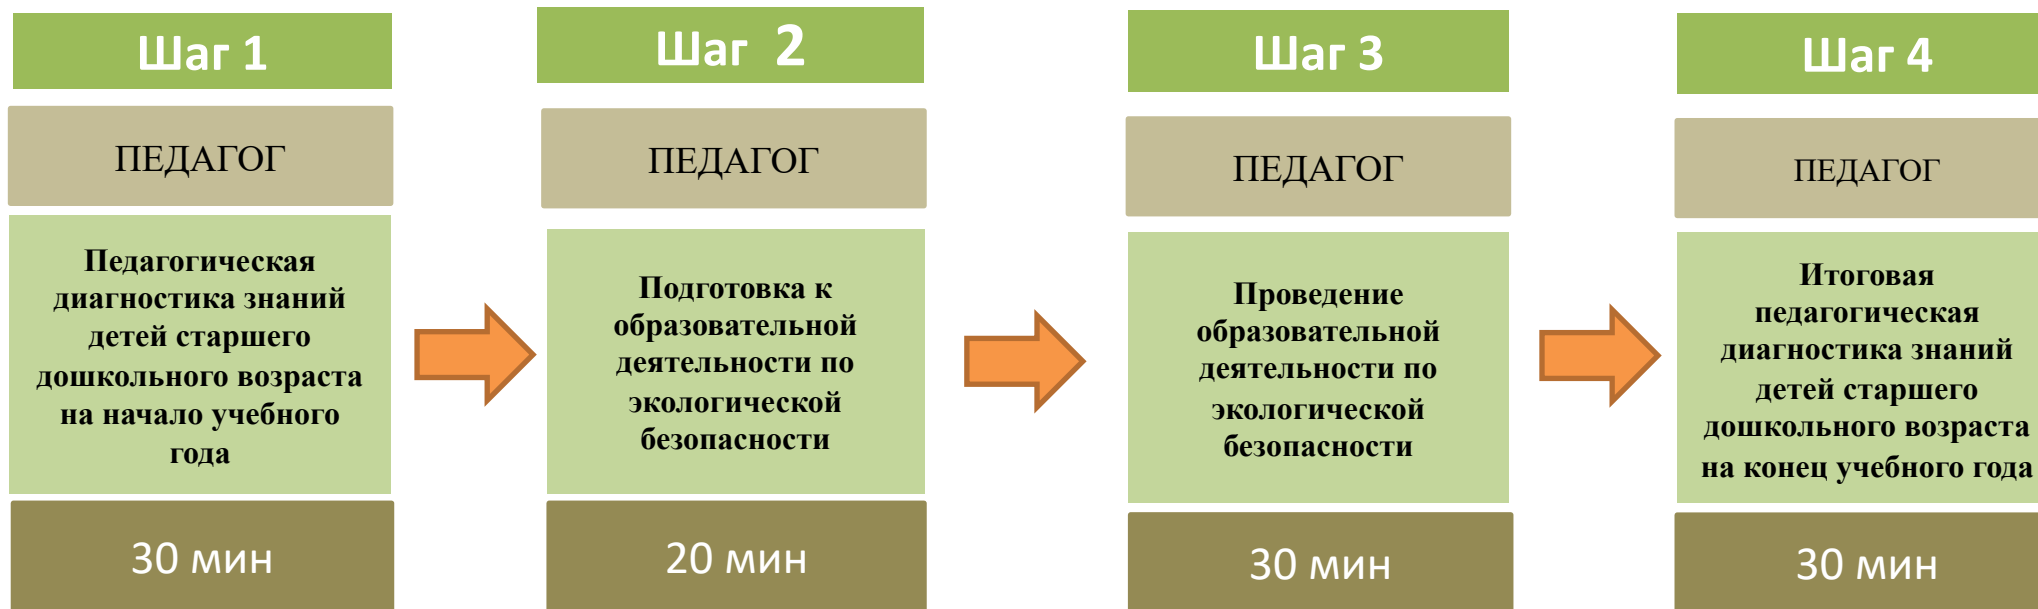 Шаг 1
ПЕДАГОГ
Педагогическая
диагностика знаний
детей старшего
дошкольного возраста
на начало учебного
года
30 мин
Шаг 2
ПЕДАГОГ
Подготовка к
образовательной
деятельности по
экологической
безопасности
20 мин
Шаг 3
ПЕДАГОГ
Проведение
образовательной
деятельности по
экологической
безопасности
30 мин
Шаг 4
ПЕДАГОГ
Итоговая
педагогическая
диагностика знаний
детей старшего
дошкольного возраста
на конец учебного года
30 мин